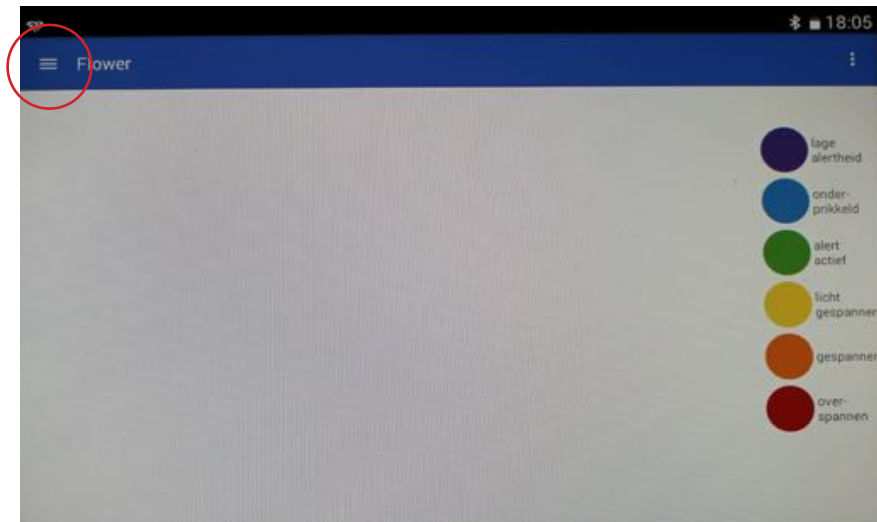 18:05
Flower
lage
alertheid
onder-
prikkeld
alert
actief
licht
gespannen
gespannen
over-
spannen